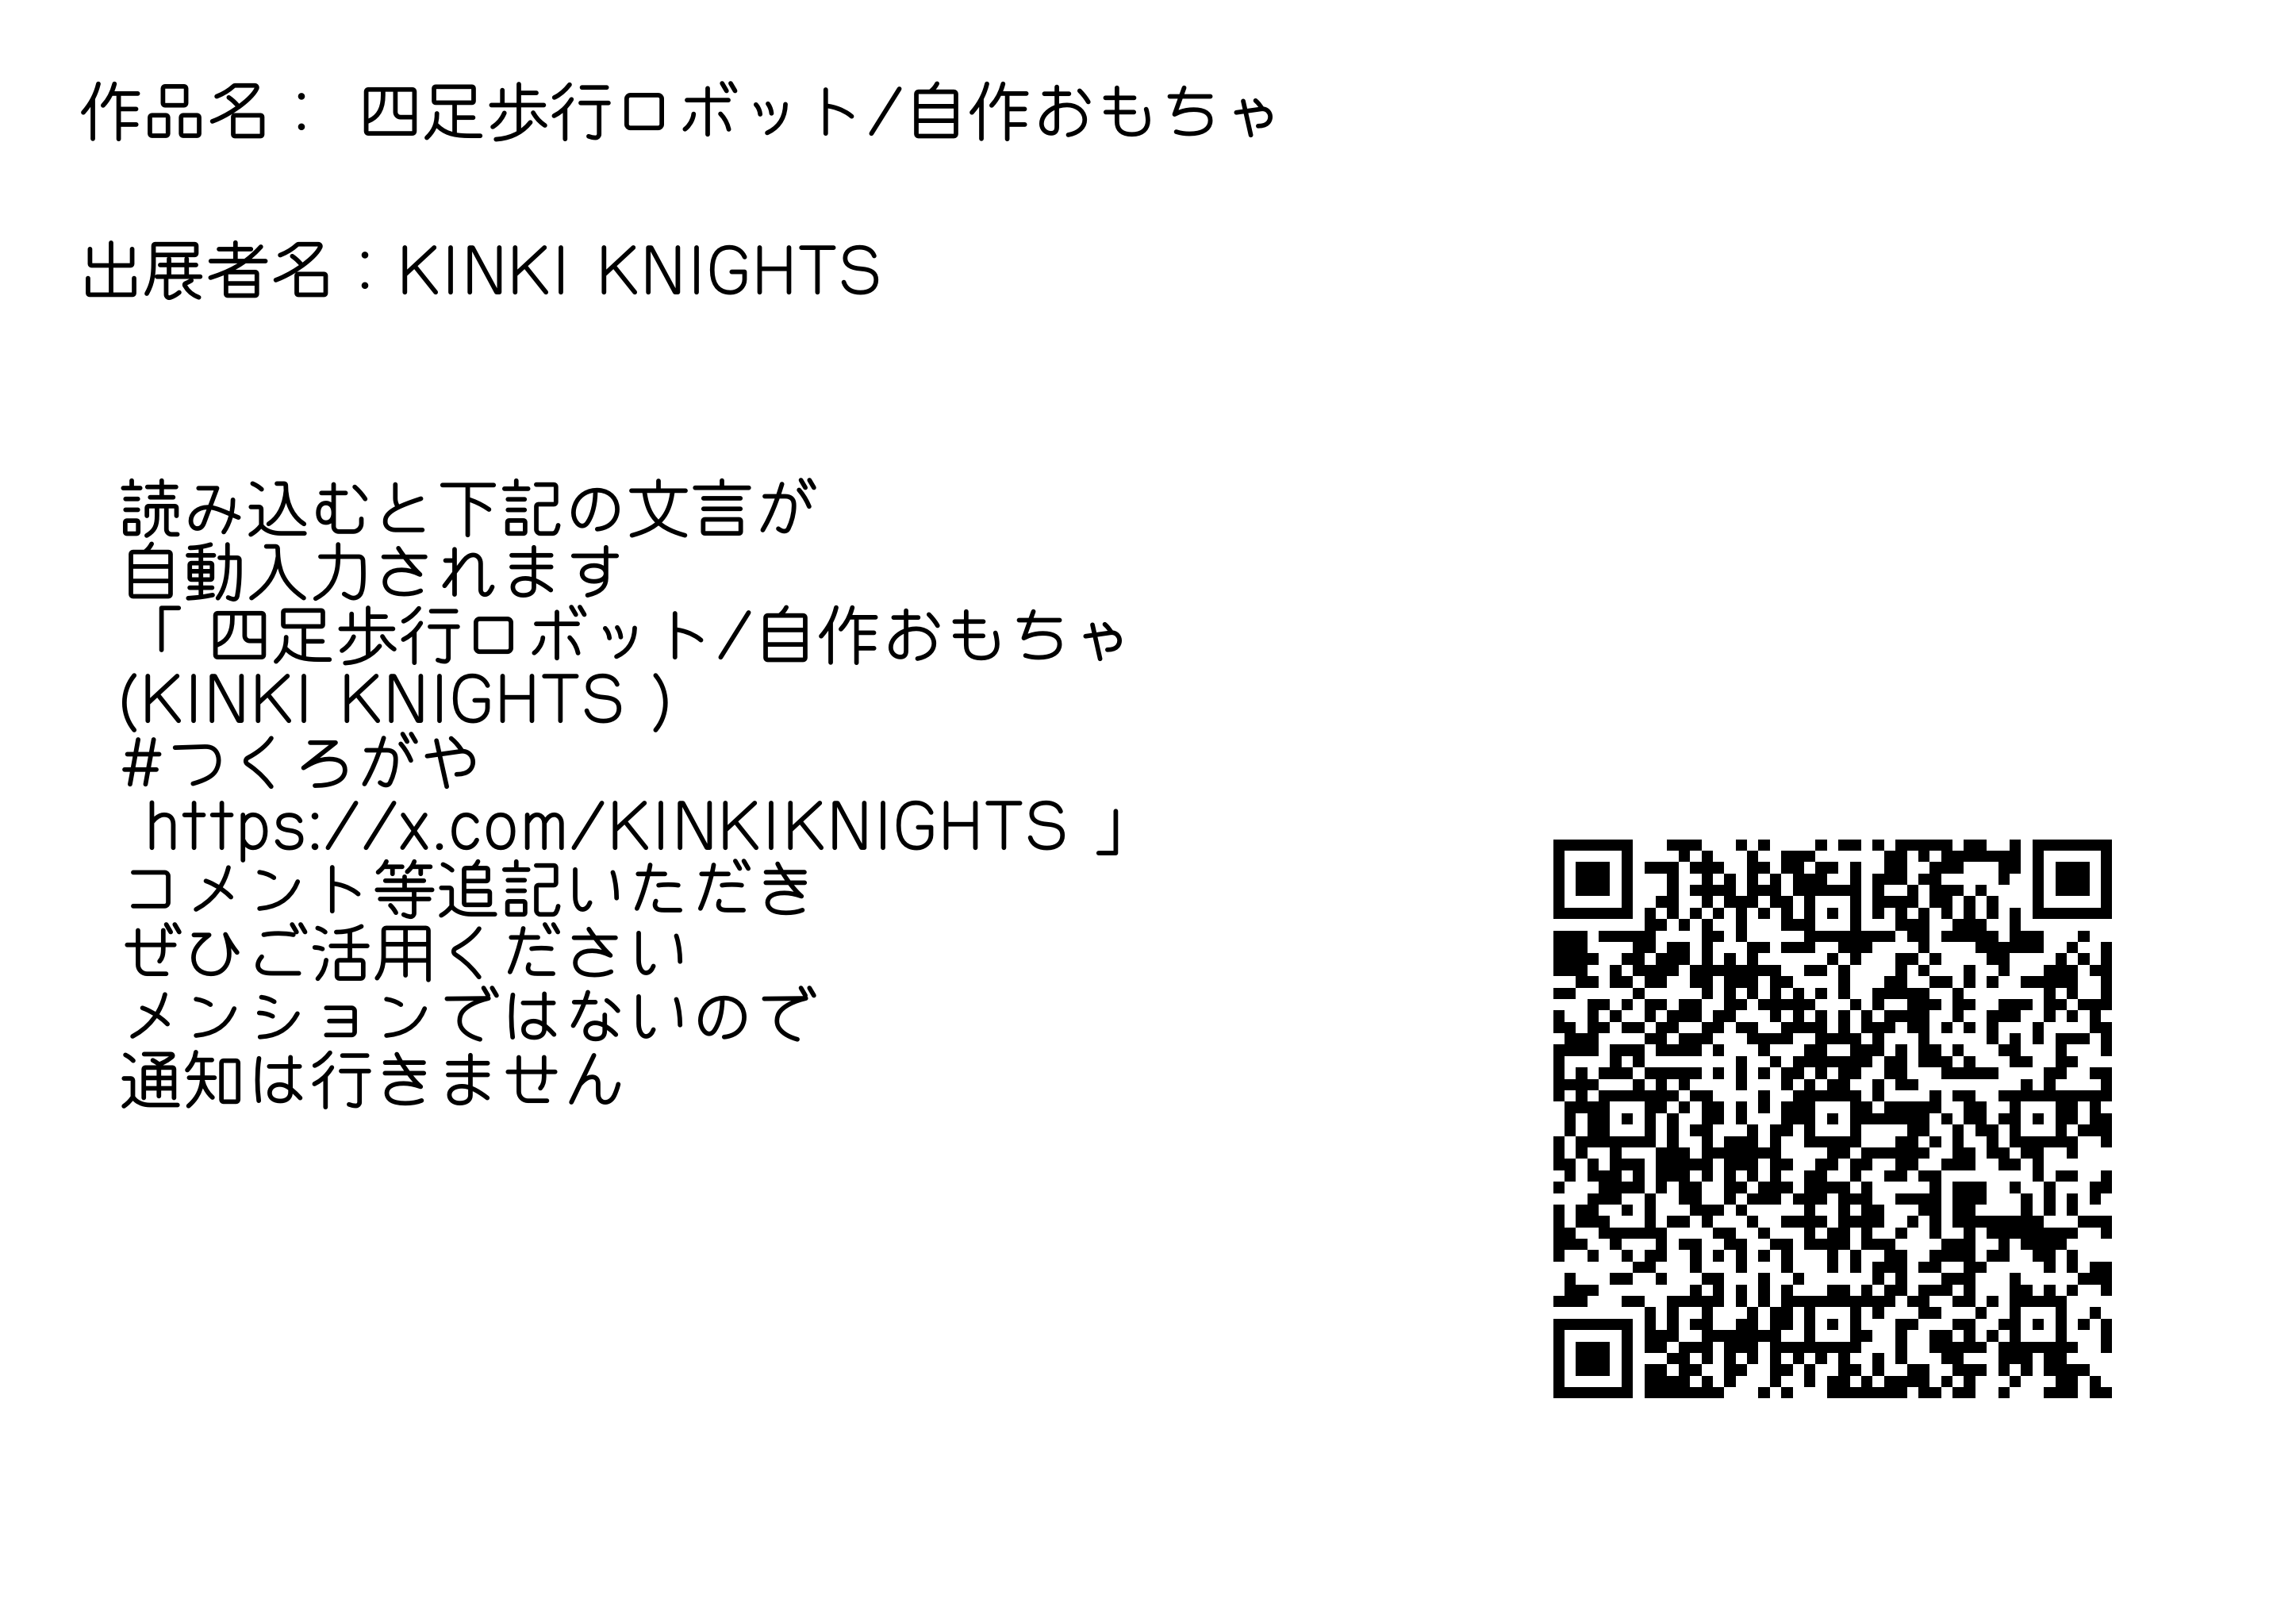 作品名： 四足歩行ロボット/自作おもちゃ
出展者名：KINKI KNIGHTS
読み込むと下記の文言が
自動入力されます
「四足歩行ロボット/自作おもちゃ
(KINKI KNIGHTS )
#つくろがや
https://x.com/KINKIKNIGHTS 」
コメント等追記いただき
ぜひご活用ください
メンションではないので
通知は行きません